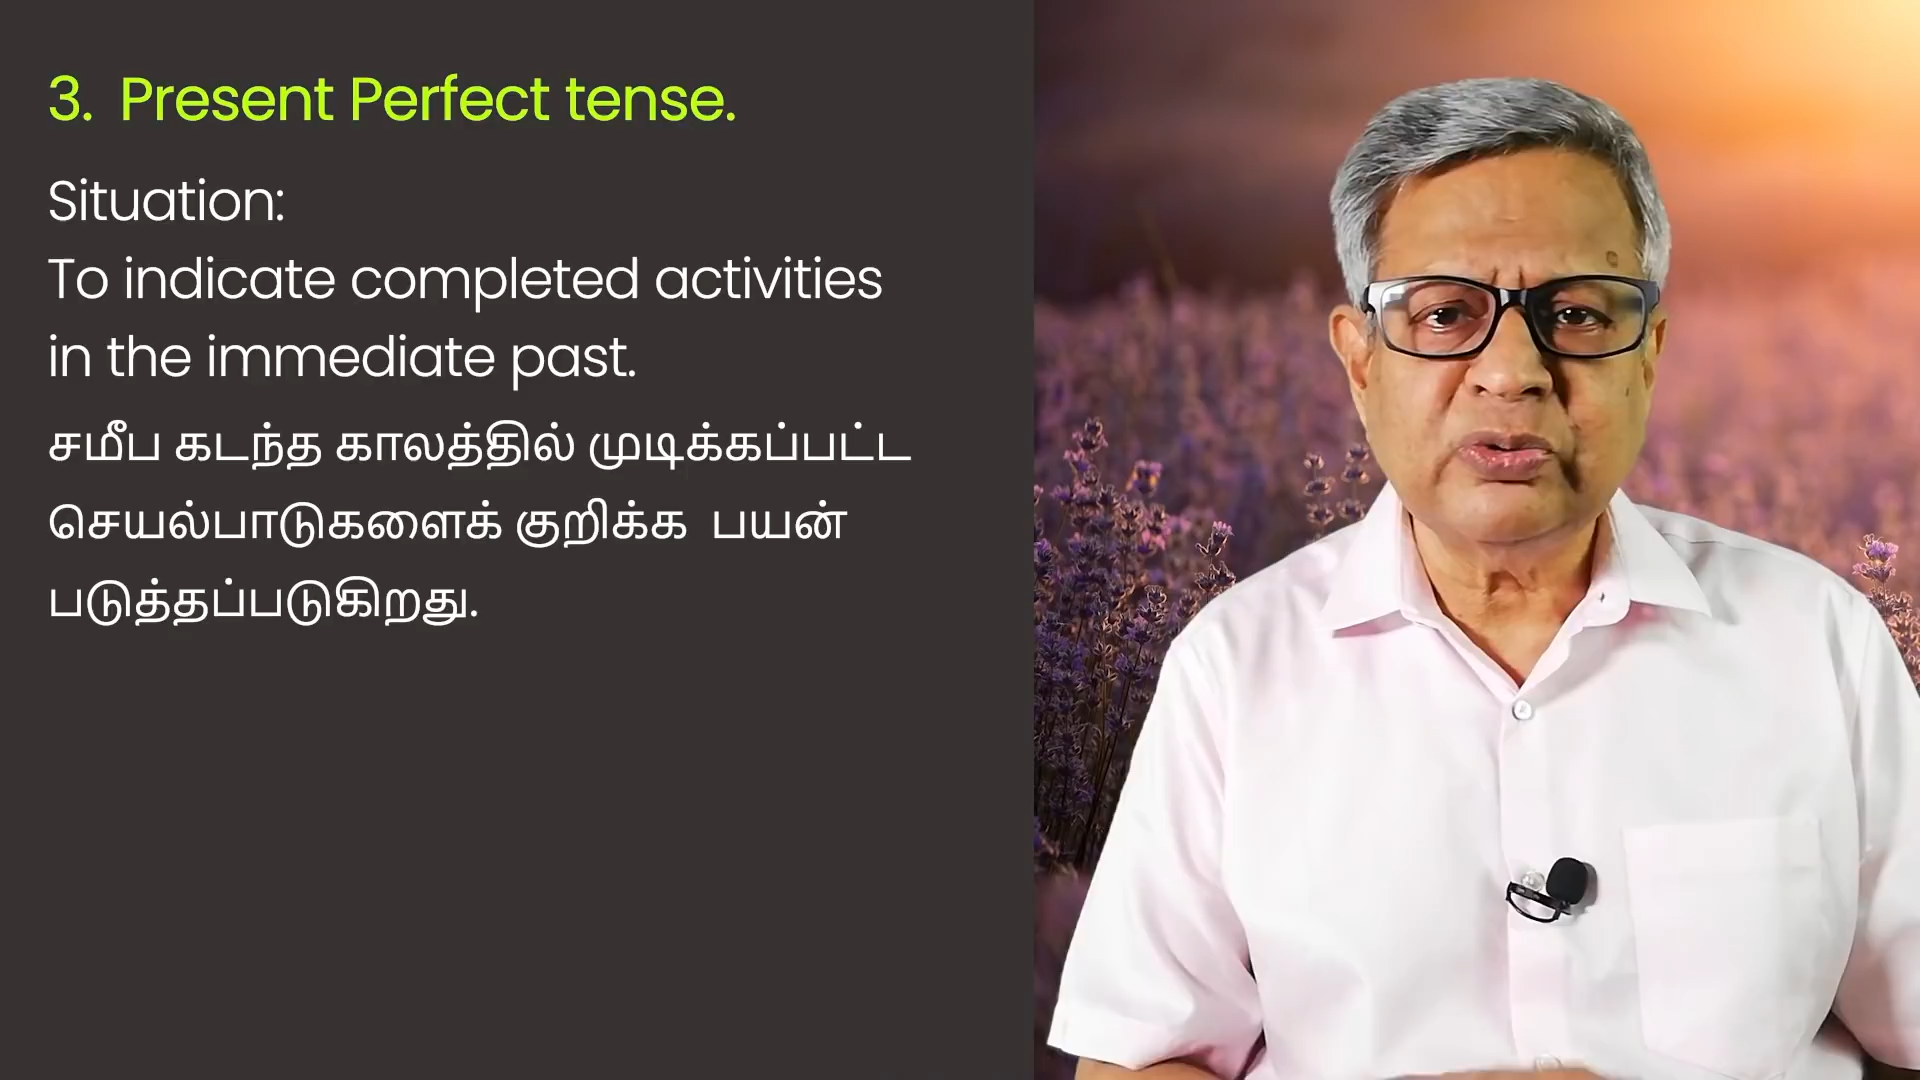 3. Present Perfect tense.
Situation:
To indicate completed activities
in the immediate past.
சமீப கடந்த காலத்தில் முடிக்கப்பட்ட
செயல்பாடுகளைக் குறிக்க பயன்
படுத்தப்படுகிறது.